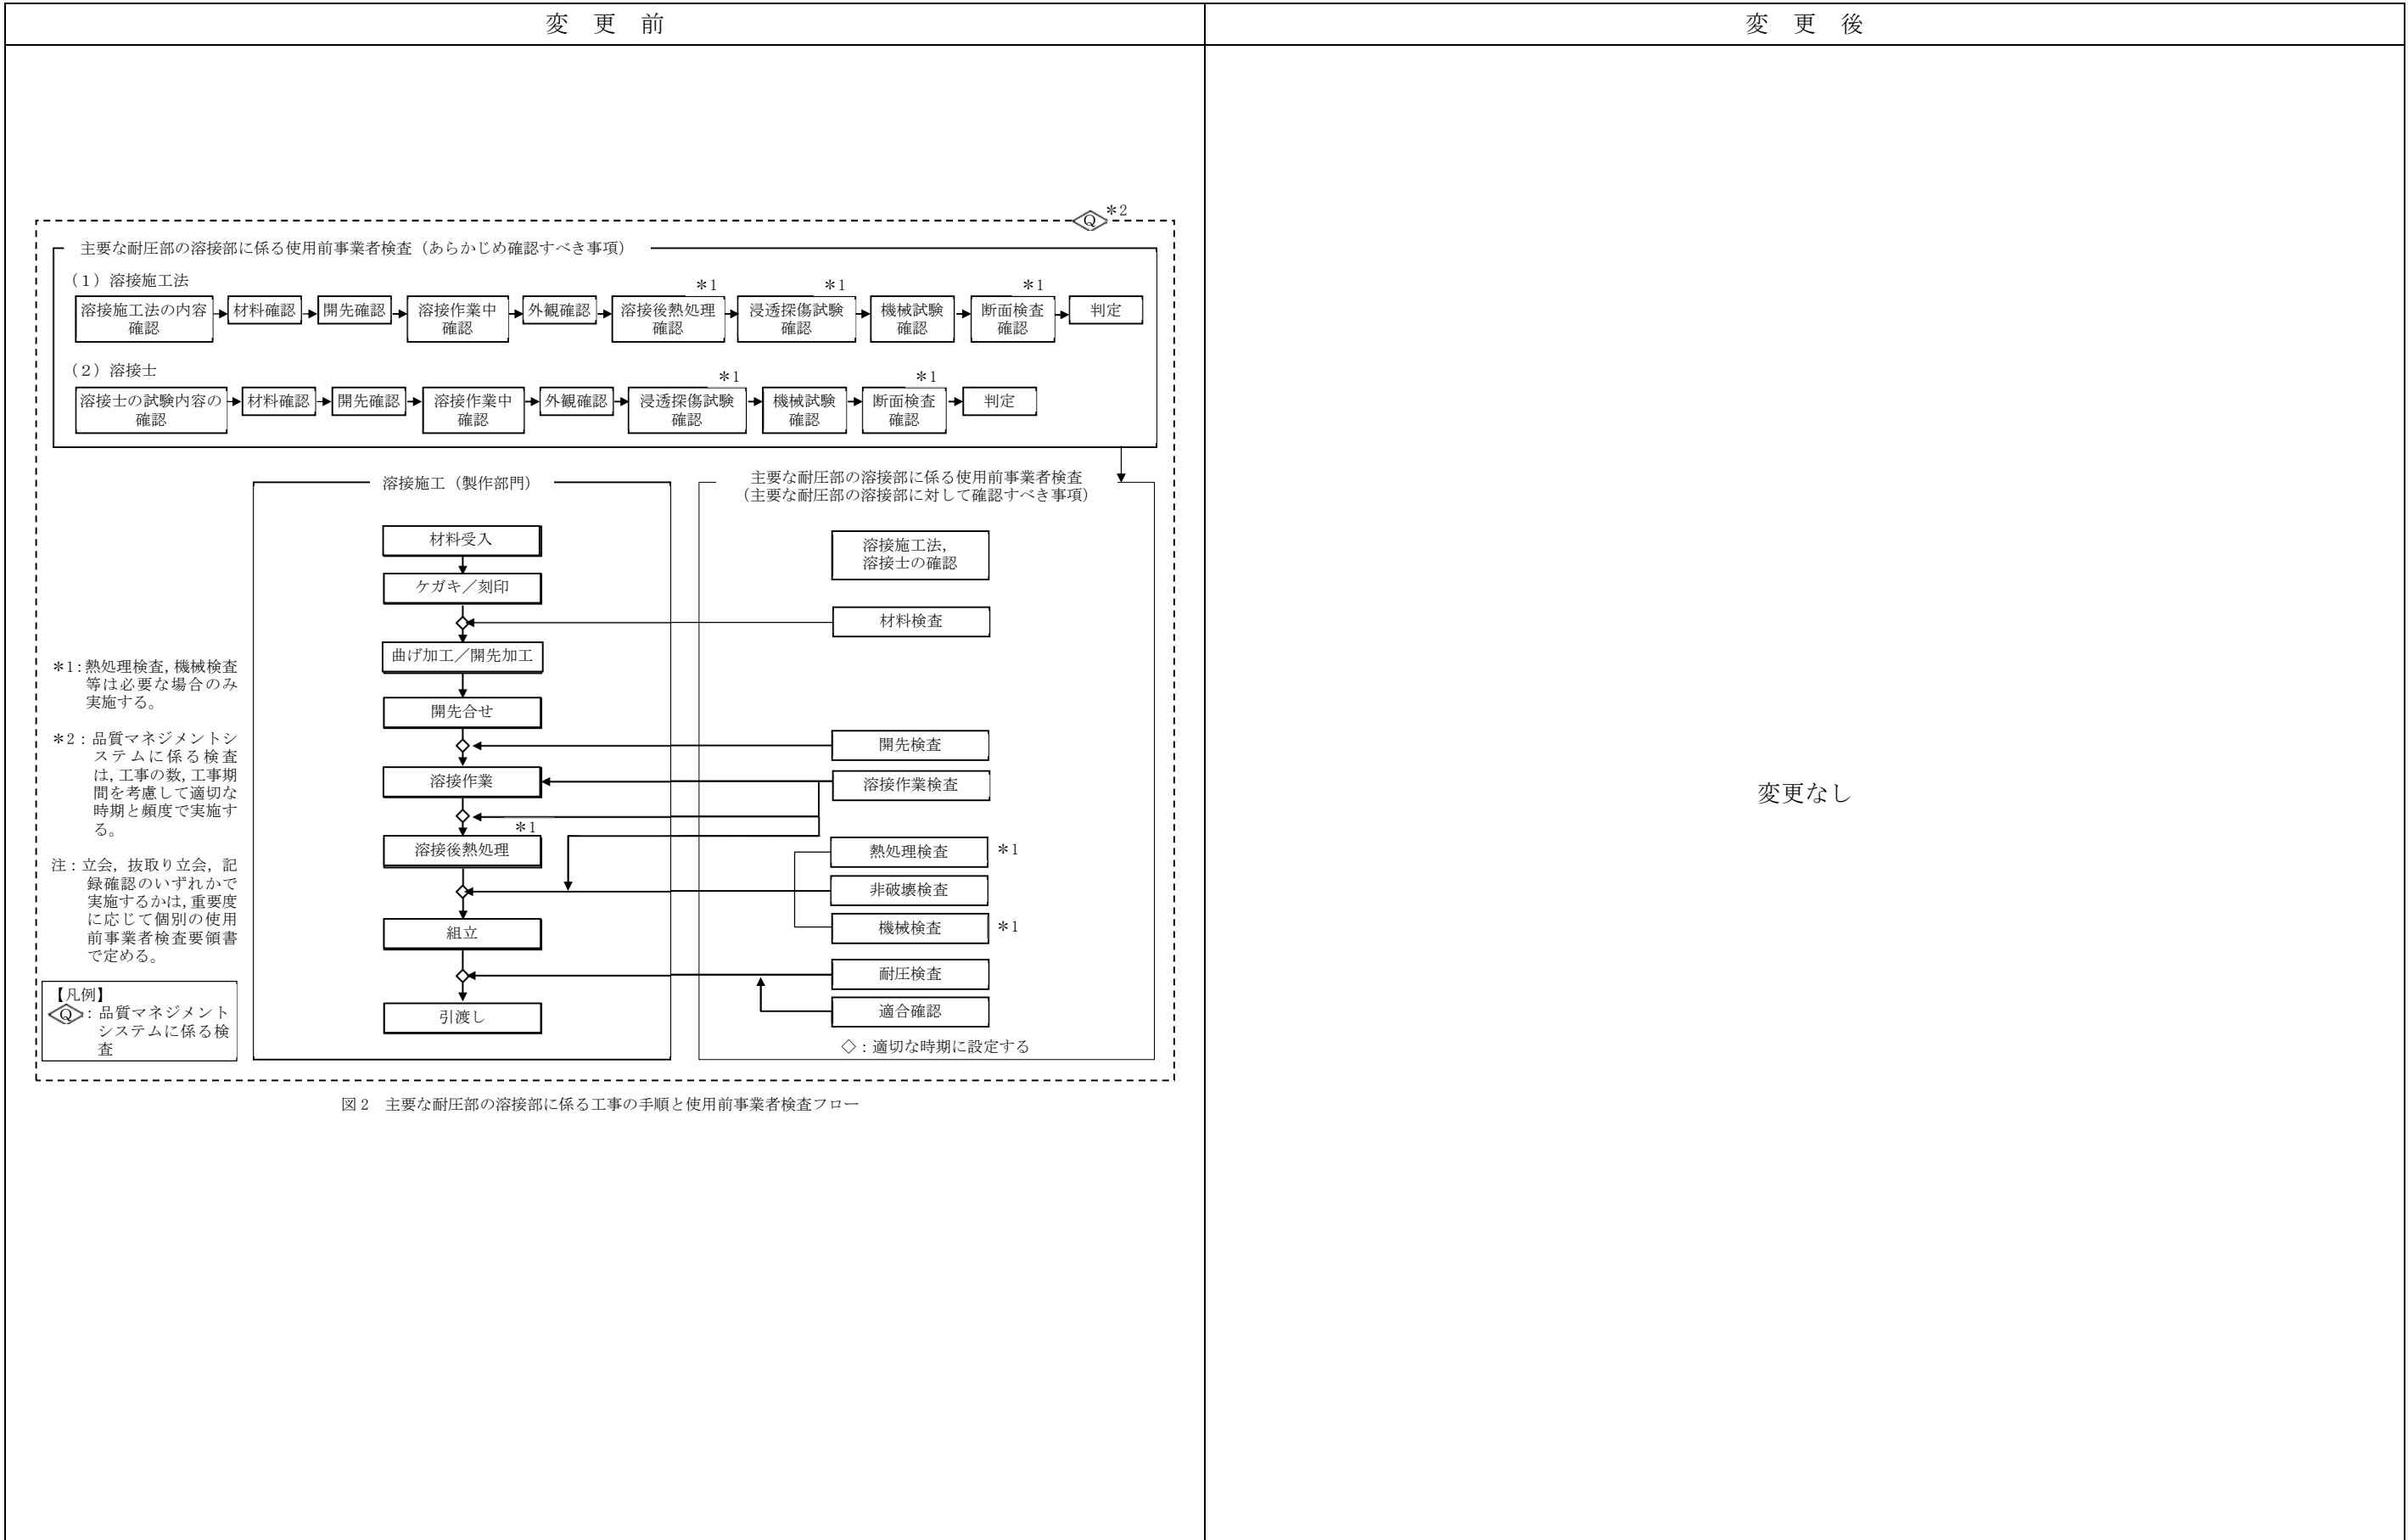 変 更 前
変 更 後
Q
*2
主要な耐圧部の溶接部に係る使用前事業者検査（あらかじめ確認すべき事項）
（1）溶接施工法
*1
*1
*1
溶接施工法の内容
確認
材料確認
開先確認
溶接作業中
確認
外観確認
溶接後熱処理
確認
浸透探傷試験
確認
機械試験
確認
断面検査
確認
判定
（2）溶接士
*1
*1
溶接士の試験内容の
確認
材料確認
開先確認
溶接作業中
確認
外観確認
浸透探傷試験
確認
機械試験
確認
断面検査
確認
判定
溶接施工（製作部門）
材料受入
ケガキ／刻印
曲げ加工／開先加工
開先合せ
溶接作業
*1
溶接後熱処理
組立
引渡し
主要な耐圧部の溶接部に係る使用前事業者検査
（主要な耐圧部の溶接部に対して確認すべき事項）
溶接施工法，
溶接士の確認
材料検査
開先検査
溶接作業検査
熱処理検査
*1
非破壊検査
機械検査
*1
耐圧検査
適合確認
◇：適切な時期に設定する
*1：熱処理検査，機械検査
等は必要な場合のみ
実施する。
*2：品質マネジメントシ
ステムに係る検査
は，工事の数，工事期
間を考慮して適切な
時期と頻度で実施す
る。
注：立会，抜取り立会，記
録確認のいずれかで
実施するかは，重要度
に応じて個別の使用
前事業者検査要領書
で定める。
【凡例】
Q：品質マネジメント
システムに係る検
査
図2　主要な耐圧部の溶接部に係る工事の手順と使用前事業者検査フロー
変更なし